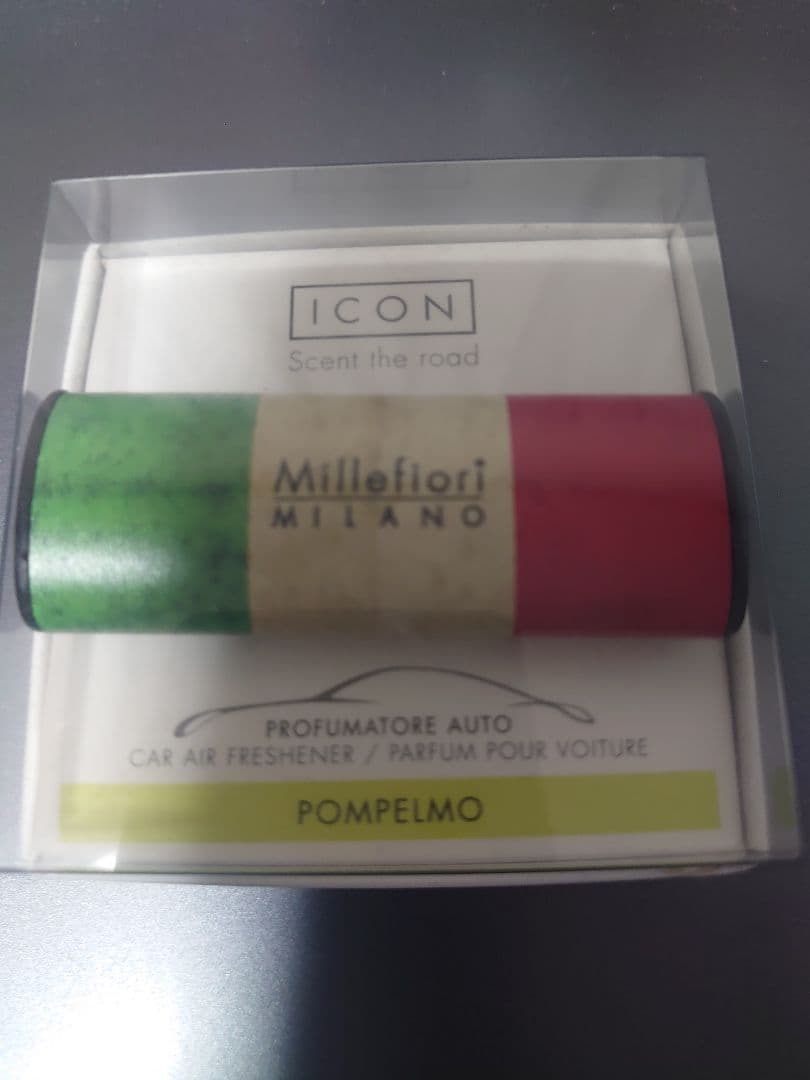 ICON
Scent the road
Millefiori
MILANO
PROFUMATORE AUTO
CAR AIR FRESHENER / PARFUM POUR VOITURE
POMPELMO